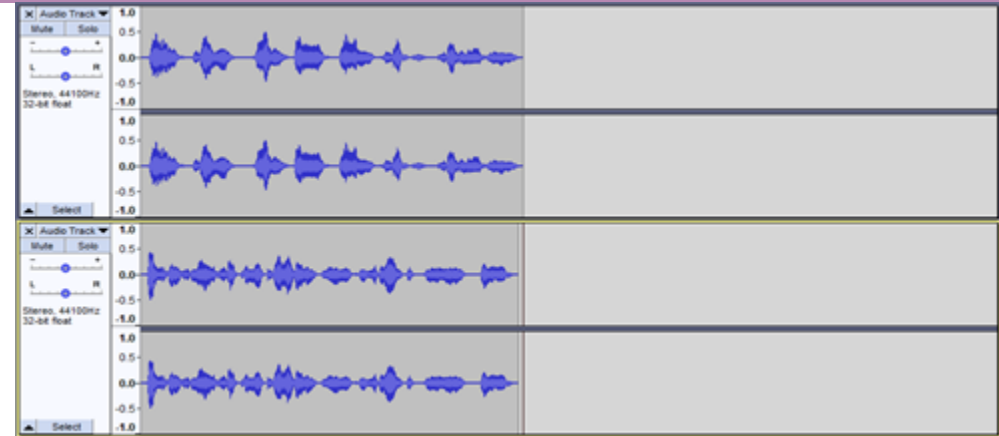 × Audio Track ▼
Mute Solo
- +
L R
Stereo, 44100Hz
32-bit float
▲ Select
1.0
0.5
0.0
-0.5
-1.0
1.0
0.5
0.0
-0.5
-1.0
× Audio Track ▼
Mute Solo
- +
L R
Stereo, 44100Hz
32-bit float
▲ Select
1.0
0.5
0.0
-0.5
-1.0
1.0
0.5
0.0
-0.5
-1.0